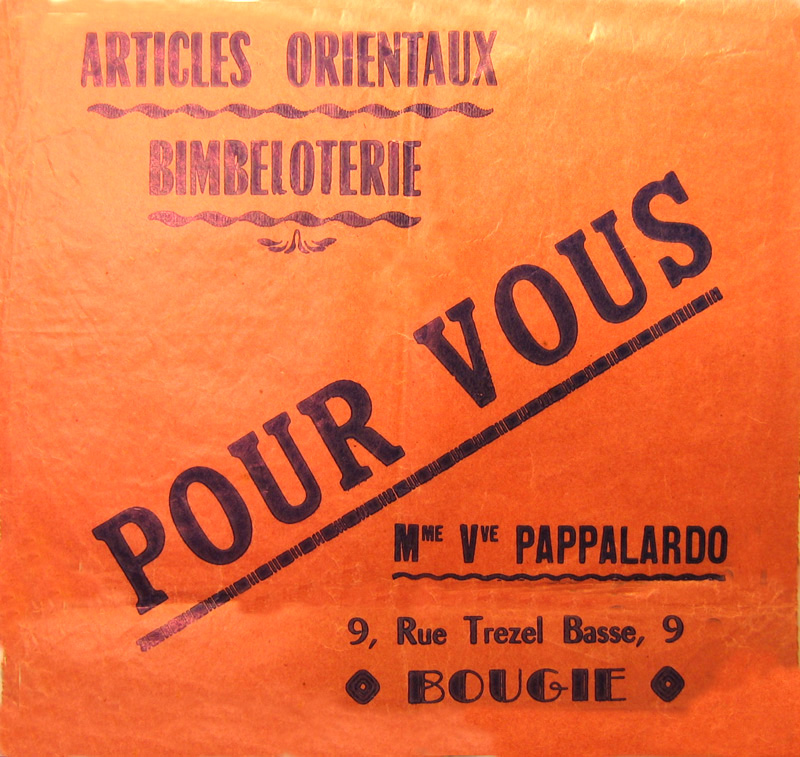 ARTICLES ORIENTAUX
BIMBELOTERIE
POUR VOUS
MME VVE PAPPALARDO
9, Rue Trezel Basse, 9
BOUGIE